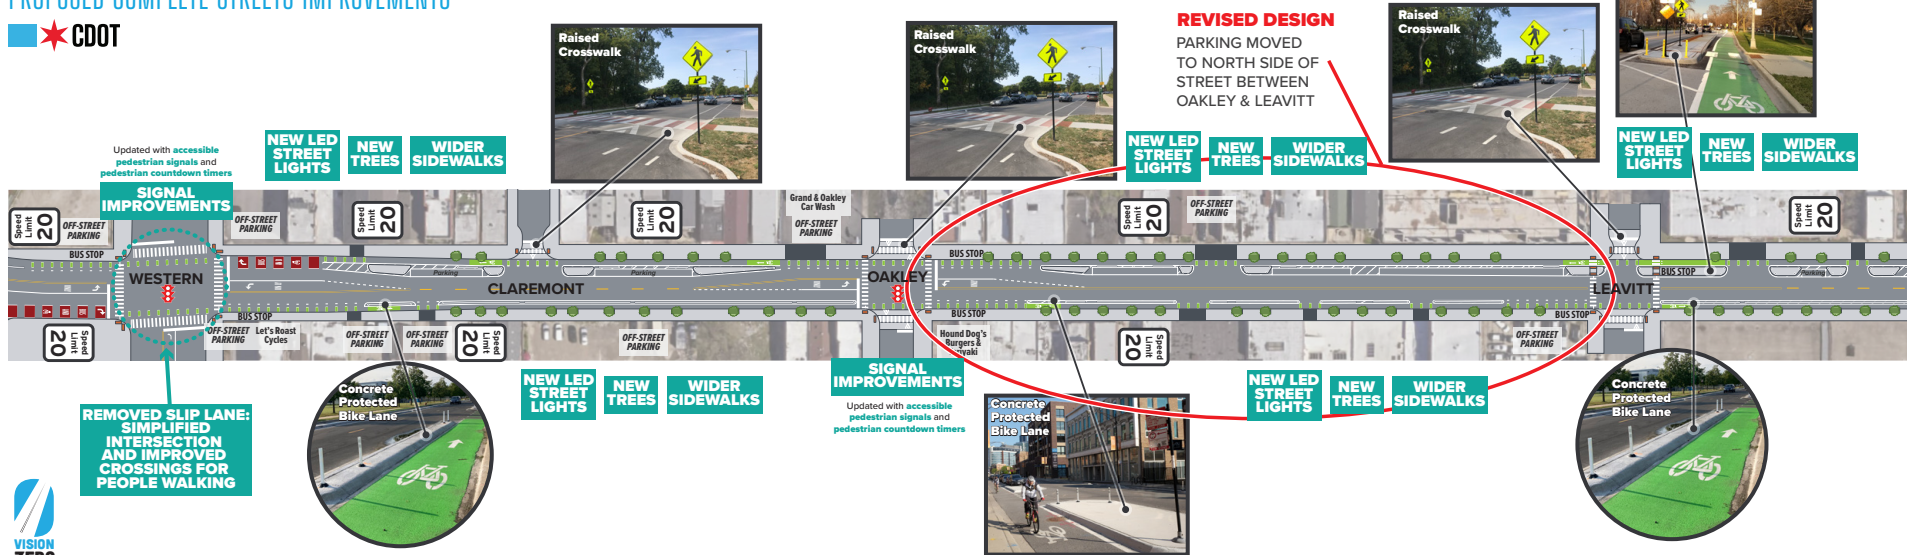 PROPOSED COMPLETE STREETS IMPROVEMENTS
CDOT
Raised
Crosswalk
Raised
Crosswalk
REVISED DESIGN
PARKING MOVED
TO NORTH SIDE OF
STREET BETWEEN
OAKLEY & LEAVITT
Raised
Crosswalk
Updated with accessible
pedestrian signals and
pedestrian countdown timers
SIGNAL
IMPROVEMENTS
NEW LED
STREET
LIGHTS
NEW
TREES
WIDER
SIDEWALKS
NEW LED
STREET
LIGHTS
NEW
TREES
WIDER
SIDEWALKS
NEW LED
STREET
LIGHTS
NEW
TREES
WIDER
SIDEWALKS
Speed
Limit
20
OFF-STREET
PARKING
OFF-STREET
PARKING
Speed
Limit
20
Speed
Limit
20
Grand & Oakley
Car Wash
OFF-STREET
PARKING
Speed
Limit
20
OFF-STREET
PARKING
Speed
Limit
20
BUS STOP
WESTERN
Parking
CLAREMONT
Parking
OAKLEY
BUS STOP
LEAVITT
BUS STOP
Parking
BUS STOP
BUS STOP
BUS STOP
Speed
Limit
20
OFF-STREET
PARKING
Let's Roast
Cycles
OFF-STREET
PARKING
OFF-STREET
PARKING
Speed
Limit
20
OFF-STREET
PARKING
Hound Dog's
Burgers &
Speed
Limit
20
OFF-STREET
PARKING
REMOVED SLIP LANE:
SIMPLIFIED
INTERSECTION
AND IMPROVED
CROSSINGS FOR
PEOPLE WALKING
Concrete
Protected
Bike Lane
NEW LED
STREET
LIGHTS
NEW
TREES
WIDER
SIDEWALKS
SIGNAL
IMPROVEMENTS
Updated with accessible
pedestrian signals and
pedestrian countdown timers
Concrete
Protected
Bike Lane
NEW LED
STREET
LIGHTS
NEW
TREES
WIDER
SIDEWALKS
Concrete
Protected
Bike Lane
VISION
ZERO